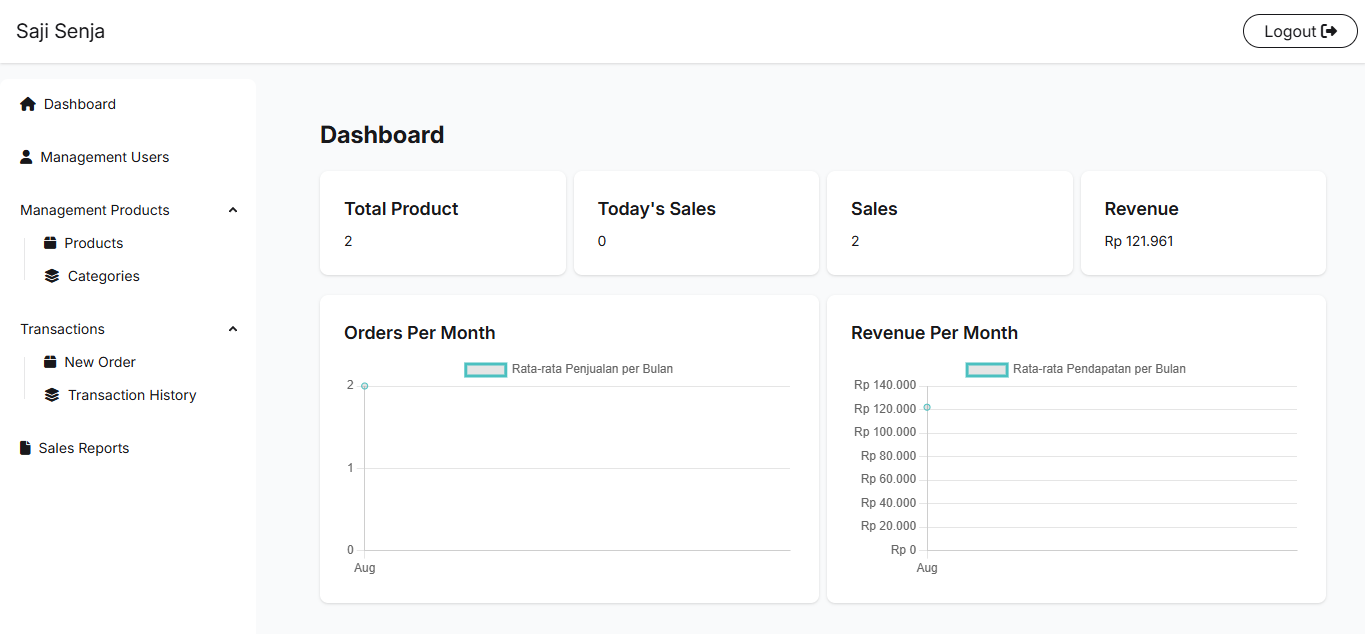 Saji Senja
Logout
Dashboard
Management Users
Management Products
Products
Categories
Transactions
New Order
Transaction History
Sales Reports
Dashboard
Total Product
2
Today's Sales
0
Sales
2
Revenue
Rp 121.961
Orders Per Month
Rata-rata Penjualan per Bulan
2
1
0
Aug
Revenue Per Month
Rata-rata Pendapatan per Bulan
Rp 140.000
Rp 120.000
Rp 100.000
Rp 80.000
Rp 60.000
Rp 40.000
Rp 20.000
Rp 0
Aug